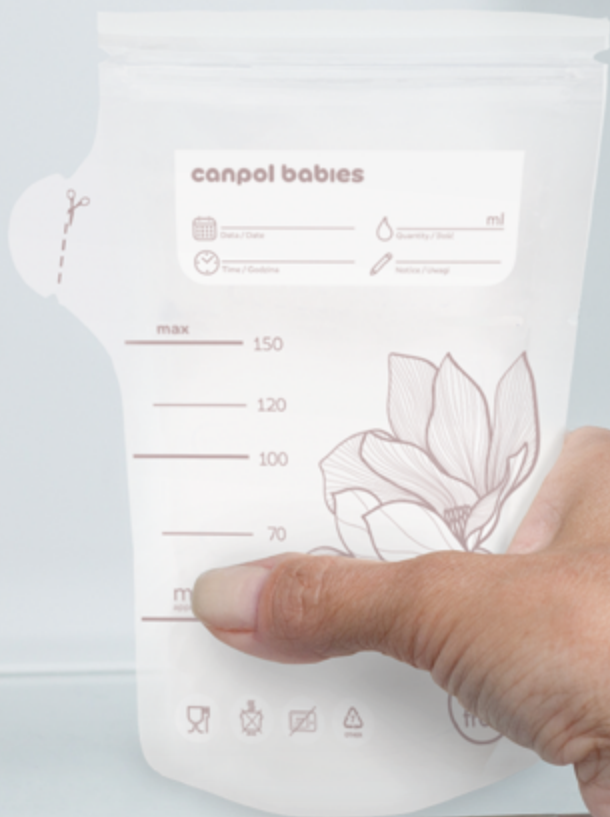 canpol babies
Data / Date
ml
Quantity / Ilość
Time / Godzina
Notice / Uwagi
max
150
120
100
70